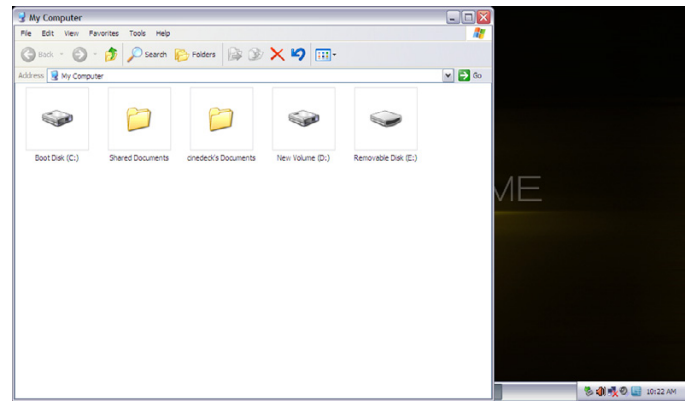 My Computer
File Edit View Favorites Tools Help
Back Search Folders
Address My Computer Go
Boot Disk (C:) Shared Documents cinedeck's Documents New Volume (D:) Removable Disk (E:)
ME
10:22 AM